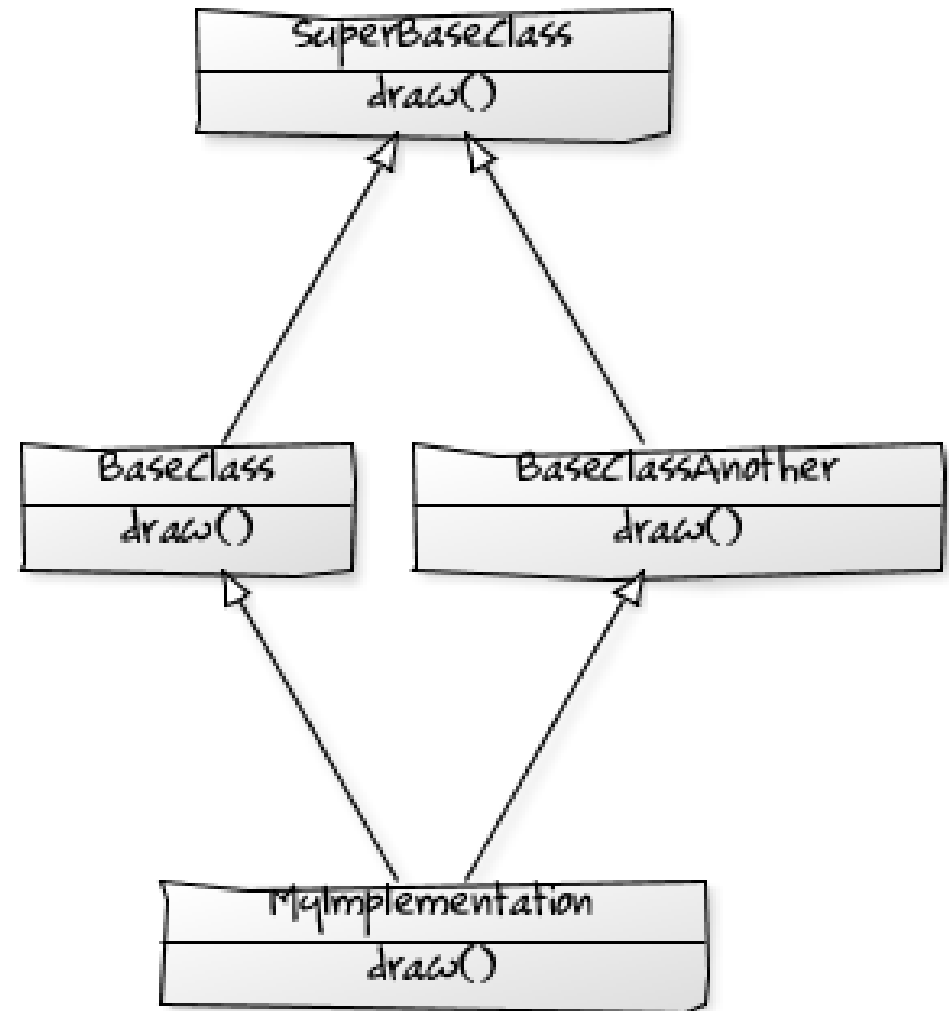 SuperBaseClass
draw()
BaseClass
draw()
BaseClassAnother
draw()
MyImplementation
draw()